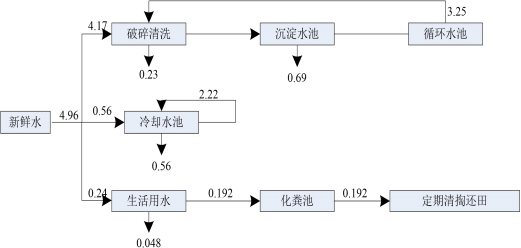 3.25
4.17
破碎清洗
沉淀水池
循环水池
0.23
0.69
2.22
新鲜水
4.96
0.56
冷却水池
0.56
0.24
生活用水
0.192
化粪池
0.192
定期清掏还田
0.048